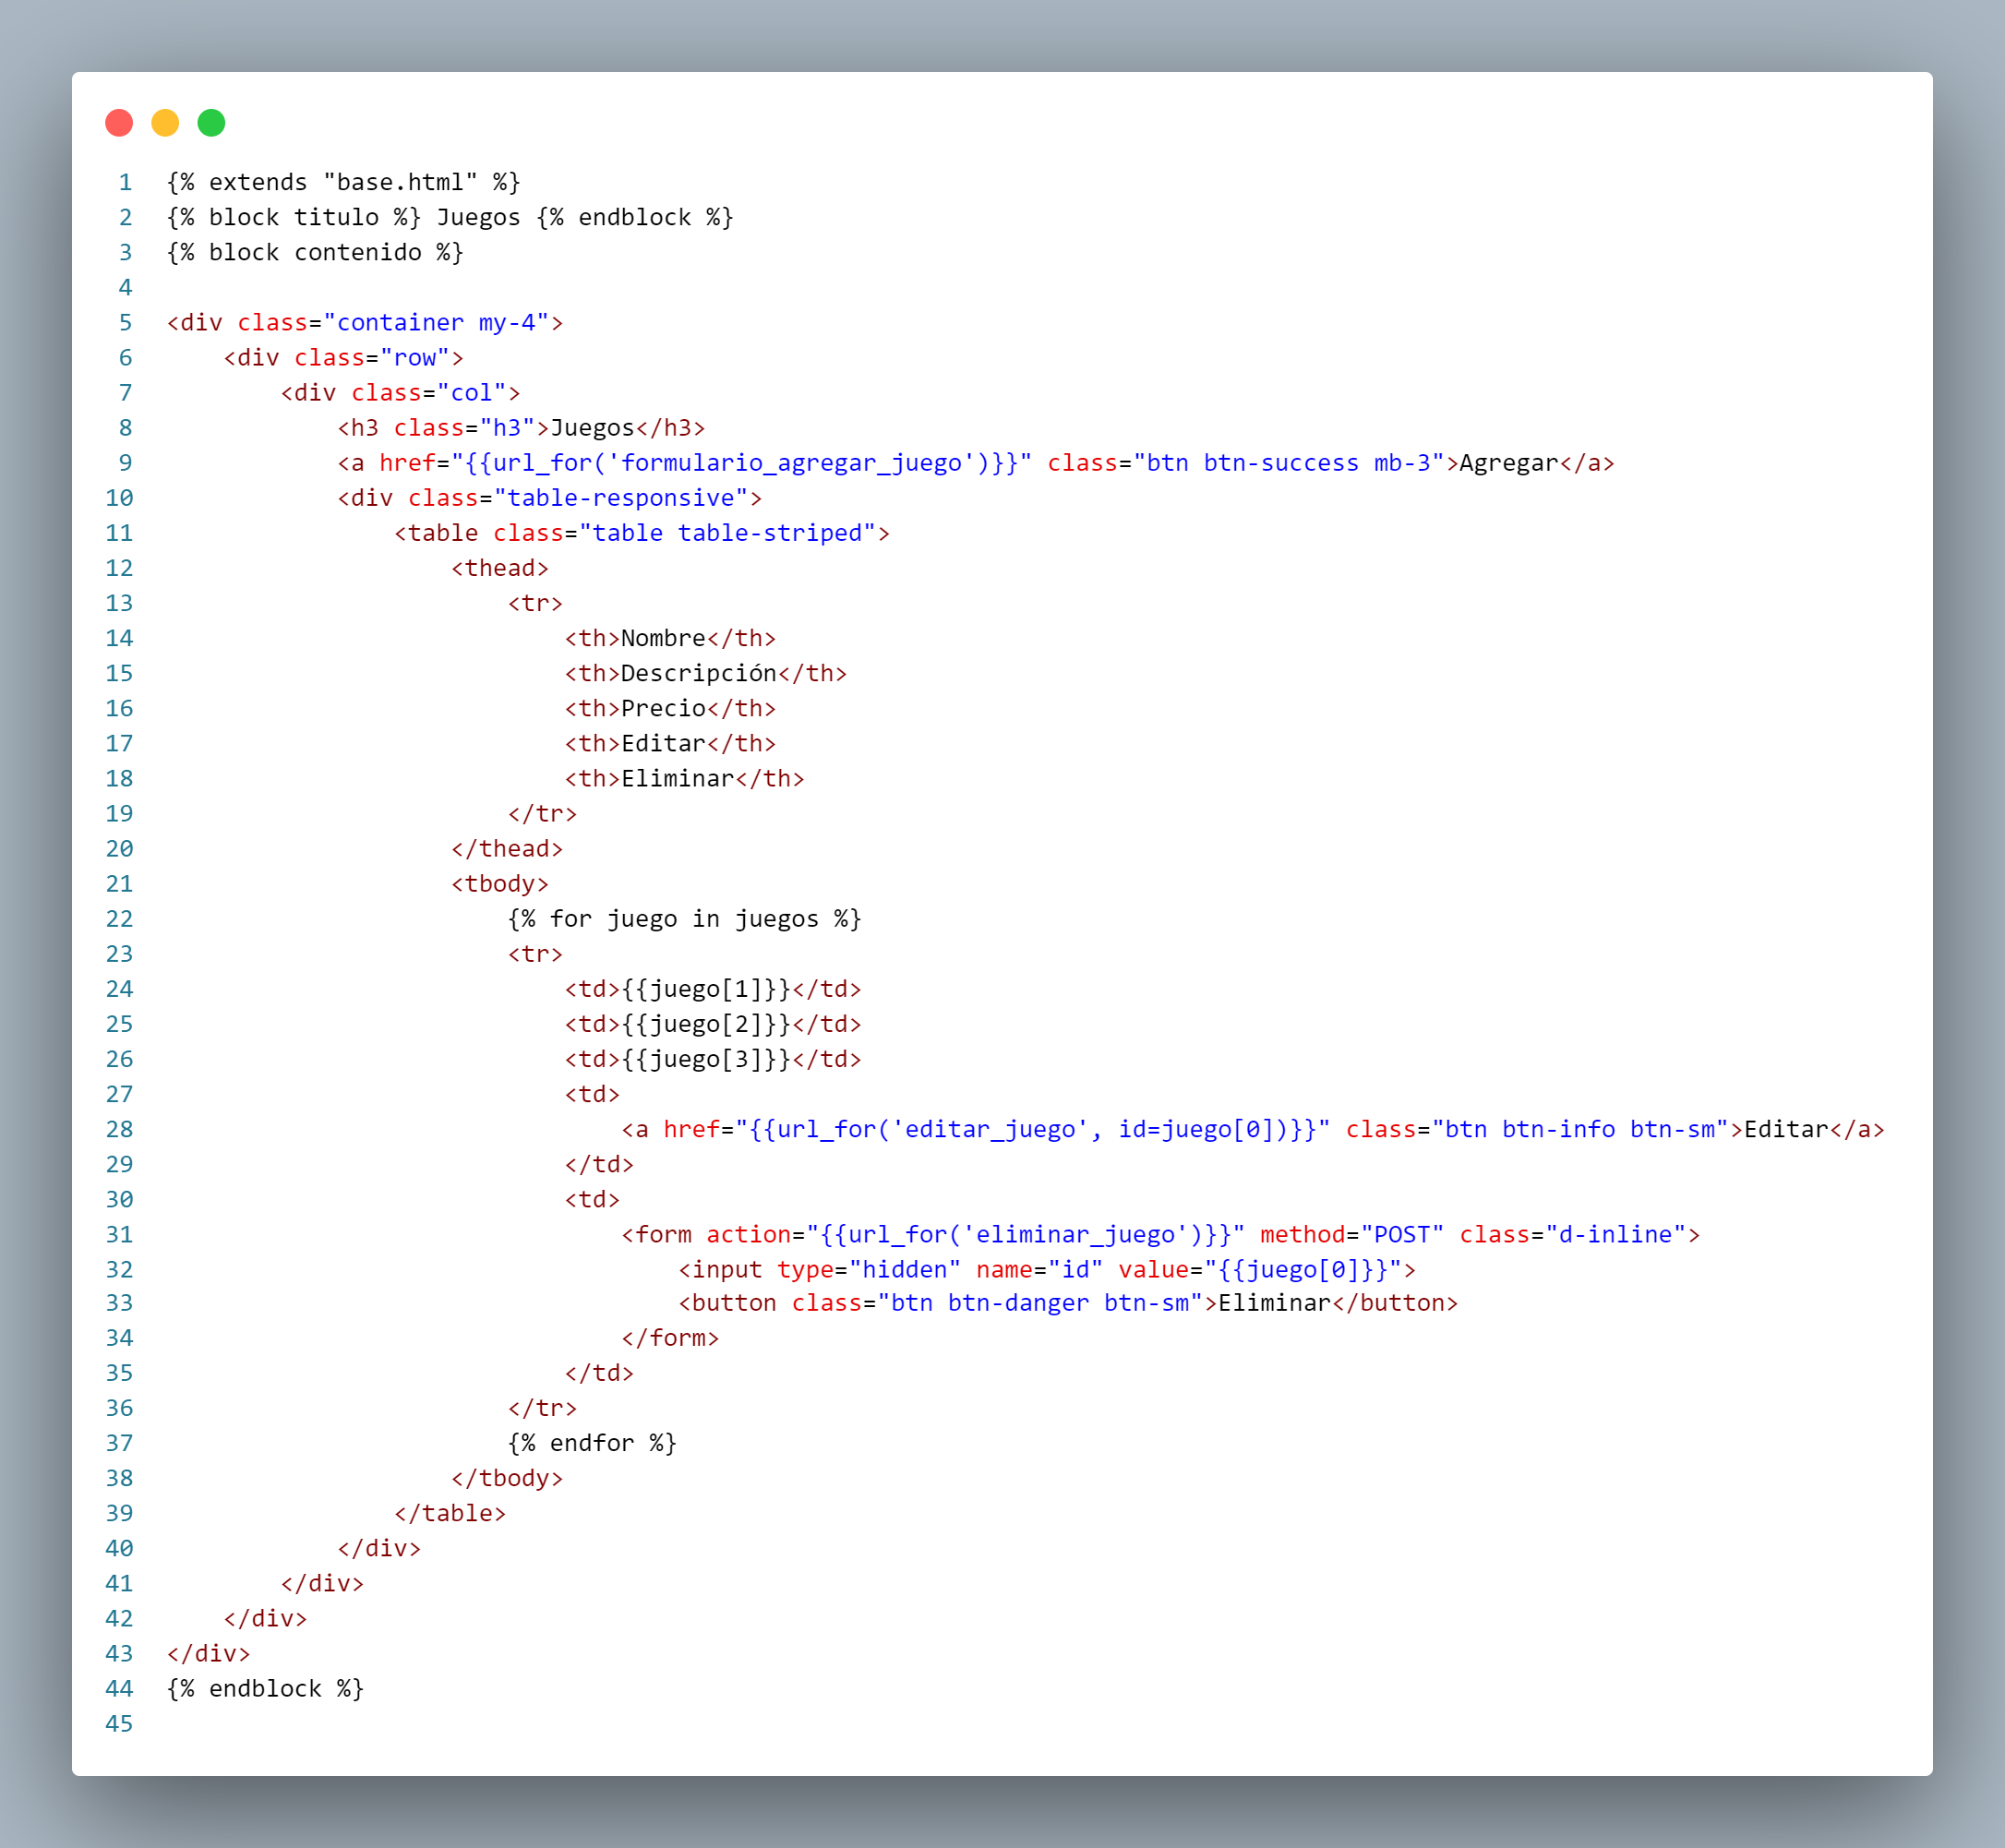 1 {% extends "base.html" %}
2 {% block titulo %} Juegos {% endblock %}
3 {% block contenido %}
4
5 <div class="container my-4">
6     <div class="row">
7         <div class="col">
8             <h3 class="h3">Juegos</h3>
9             <a href="{{url_for('formulario_agregar_juego')}}" class="btn btn-success mb-3">Agregar</a>
10             <div class="table-responsive">
11                 <table class="table table-striped">
12                     <thead>
13                         <tr>
14                             <th>Nombre</th>
15                             <th>Descripción</th>
16                             <th>Precio</th>
17                             <th>Editar</th>
18                             <th>Eliminar</th>
19                         </tr>
20                     </thead>
21                     <tbody>
22                         {% for juego in juegos %}
23                         <tr>
24                             <td>{{juego[1]}}</td>
25                             <td>{{juego[2]}}</td>
26                             <td>{{juego[3]}}</td>
27                             <td>
28                                 <a href="{{url_for('editar_juego', id=juego[0])}}" class="btn btn-info btn-sm">Editar</a>
29                             </td>
30                             <td>
31                                 <form action="{{url_for('eliminar_juego')}}" method="POST" class="d-inline">
32                                     <input type="hidden" name="id" value="{{juego[0]}}">
33                                     <button class="btn btn-danger btn-sm">Eliminar</button>
34                                 </form>
35                             </td>
36                         </tr>
37                         {% endfor %}
38                     </tbody>
39                 </table>
40             </div>
41         </div>
42     </div>
43 </div>
44 {% endblock %}
45